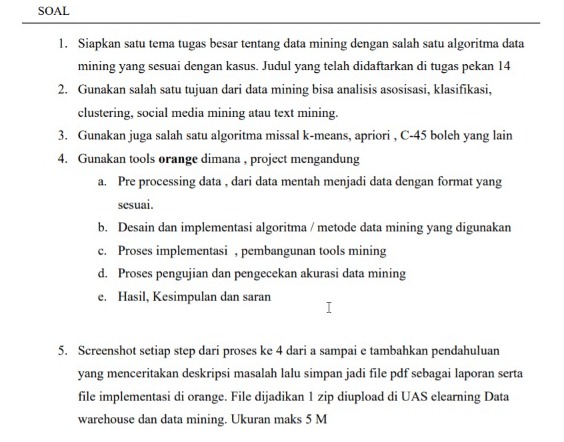 SOAL
1. Siapkan satu tema tugas besar tentang data mining dengan salah satu algoritma data
mining yang sesuai dengan kasus. Judul yang telah didaftarkan di tugas pekan 14
2. Gunakan salah satu tujuan dari data mining bisa analisis asosisasi, klasifikasi,
clustering, social media mining atau text mining.
3. Gunakan juga salah satu algoritma missal k-means, apriori , C-45 boleh yang lain
4. Gunakan tools orange dimana , project mengandung
a. Pre processing data , dari data mentah menjadi data dengan format yang
sesuai.
b. Desain dan implementasi algoritma / metode data mining yang digunakan
c. Proses implementasi , pembangunan tools mining
d. Proses pengujian dan pengecekan akurasi data mining
e. Hasil, Kesimpulan dan saran
5. Screenshot setiap step dari proses ke 4 dari a sampai e tambahkan pendahuluan
yang menceritakan deskripsi masalah lalu simpan jadi file pdf sebagai laporan serta
file implementasi di orange. File dijadikan 1 zip diupload di UAS elearning Data
warehouse dan data mining. Ukuran maks 5 M